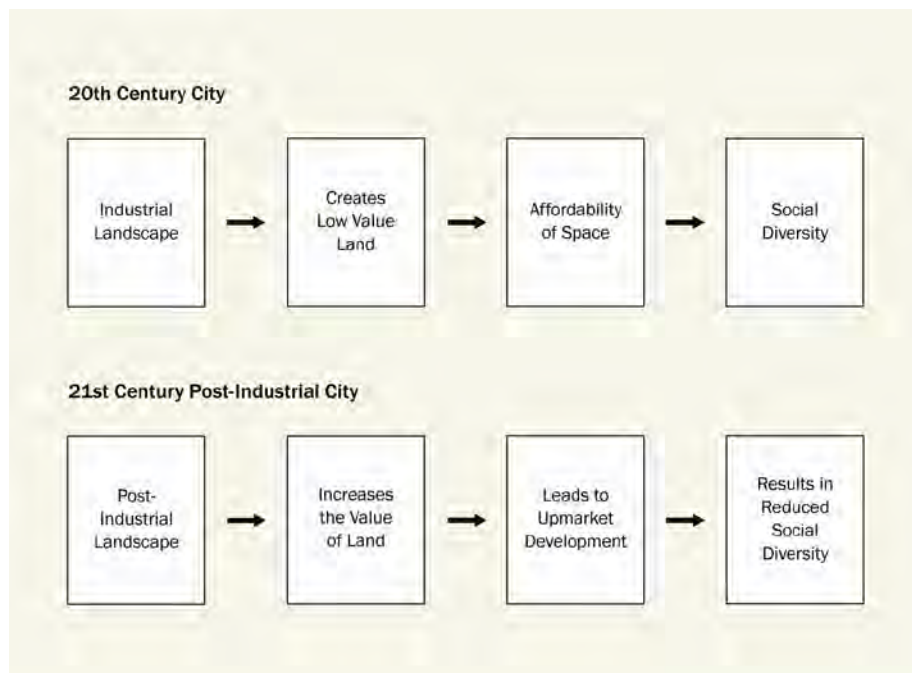 20th Century City
Industrial
Landscape
Creates
Low Value
Land
Affordability
of Space
Social
Diversity
21st Century Post-Industrial City
Post-
Industrial
Landscape
Increases
the Value
of Land
Leads to
Upmarket
Development
Results in
Reduced
Social
Diversity